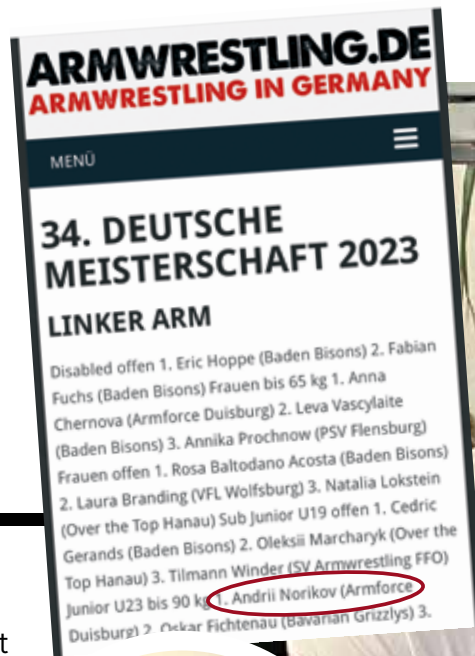 ARMWRESTLING.DE
ARMWRESTLING IN GERMANY
MENÜ
34. DEUTSCHE
MEISTERSCHAFT 2023
LINKER ARM
Disabled offen 1. Eric Hoppe (Baden Bisons) 2. Fabian
Fuchs (Baden Bisons) Frauen bis 65 kg 1. Anna
Chernova (Armforce Duisburg) 2. Leva Vascylaite
(Baden Bisons) 3. Annika Prochnow (PSV Flensburg)
Frauen offen 1. Rosa Baltodano Acosta (Baden Bisons)
2. Laura Branding (VFL Wolfsburg) 3. Natalia Lokstein
(Over the Top Hanau) Sub Junior U19 offen 1. Cedric
Gerands (Baden Bisons) 2. Oleksii Marcharyk (Over the
Top Hanau) 3. Tilmann Winder (SV Armwrestling FFO)
Junior U23 bis 90 kg 1. Andrii Norikov (Armforce
Duisburg) 2. Oskar Fichtenau (Bavarian Grizzlys) 3.
t